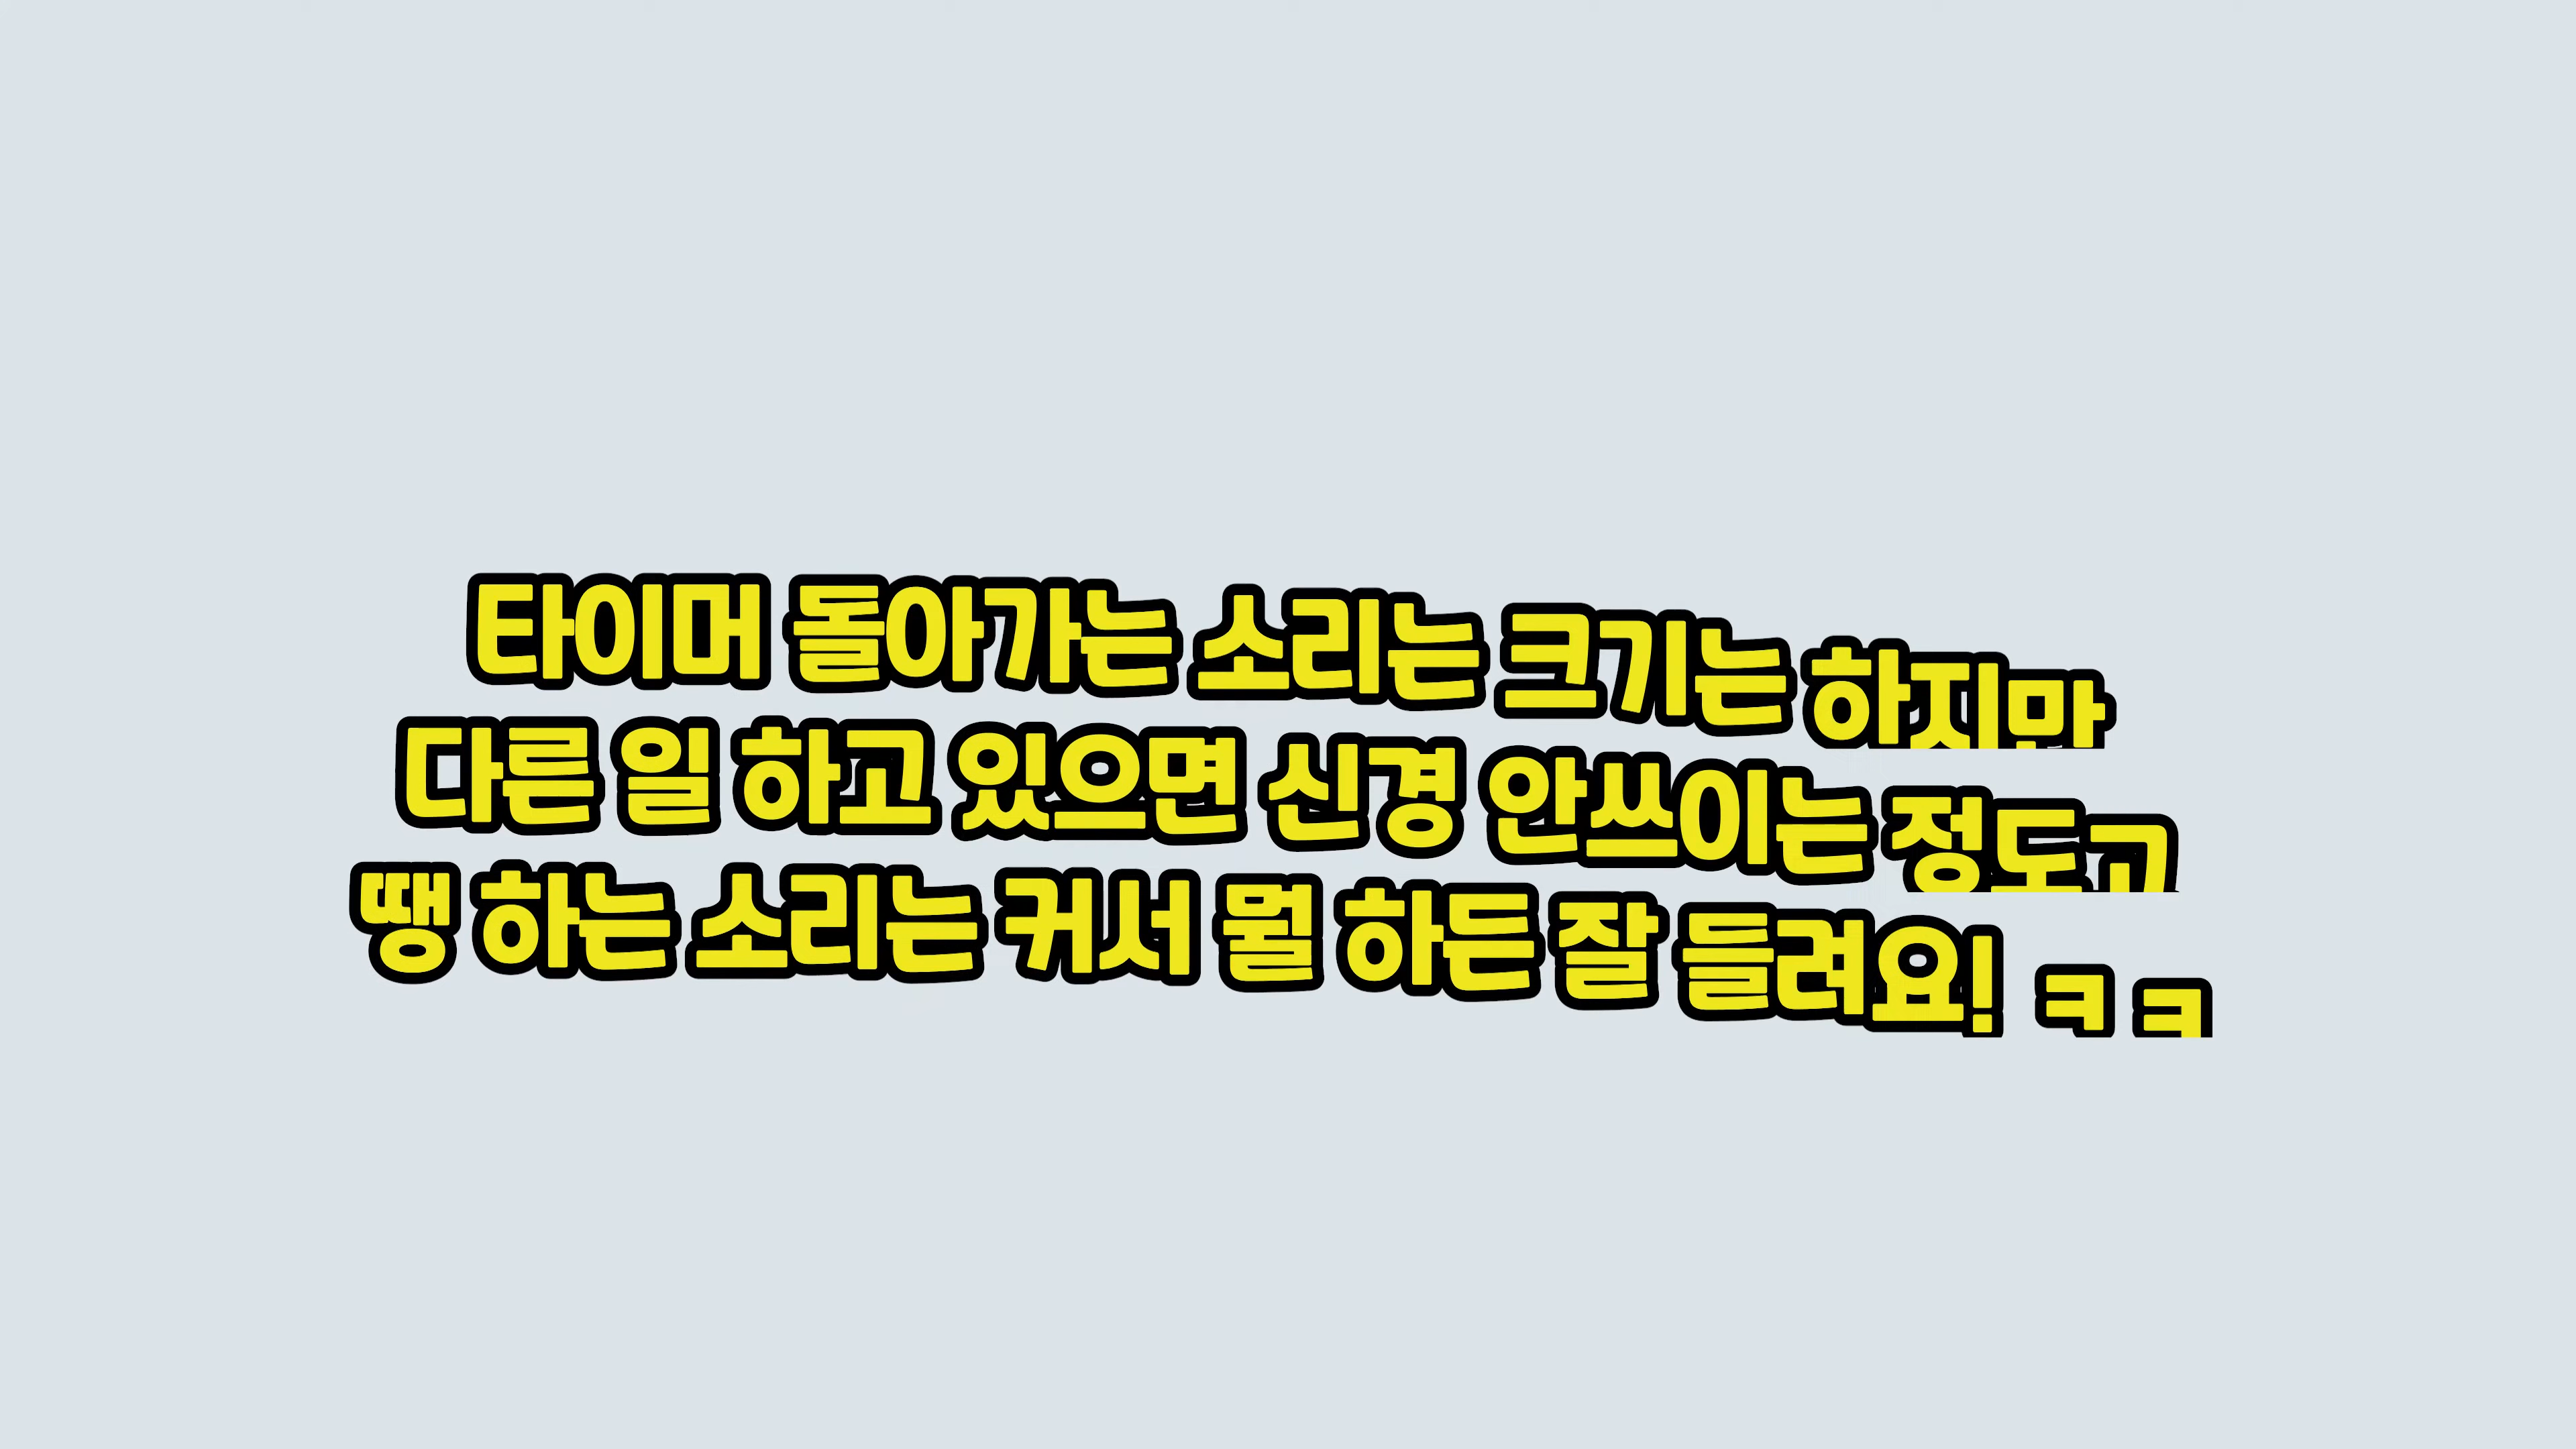 타이머 돌아가는 소리는 크기는 하지만
다른 일 하고 있으면 신경 안쓰이는 정도고
땡 하는 소리는 커서 뭘 하든 잘 들려요! ㅋㅋ